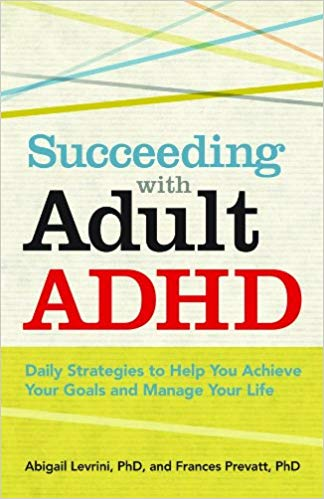 Succeeding
with
Adult
ADHD
Daily Strategies to Help You Achieve
Your Goals and Manage Your Life
Abigail Levrini, PhD, and Frances Prevatt, PhD